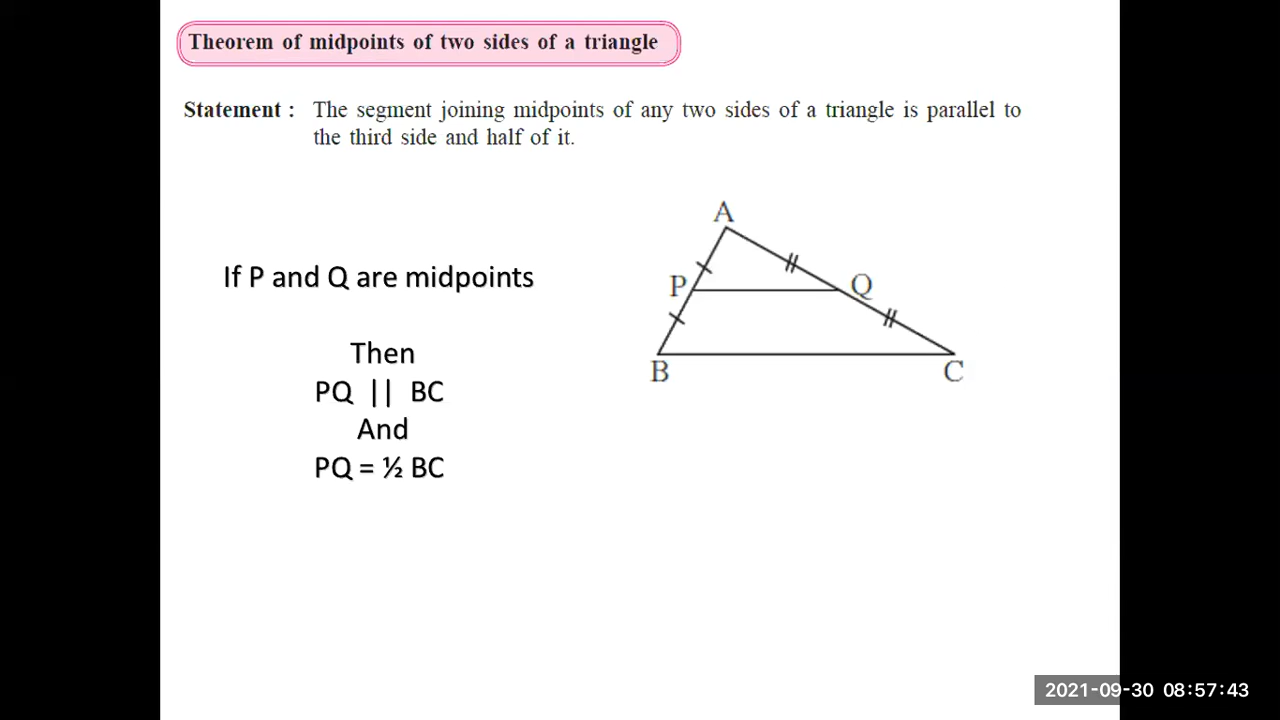 Theorem of midpoints of two sides of a triangle
Statement : The segment joining midpoints of any two sides of a triangle is parallel to
the third side and half of it.
If P and Q are midpoints
Then
PQ || BC
And
PQ = ½ BC
A
P
Q
B
C
2021-09-30 08:57:43